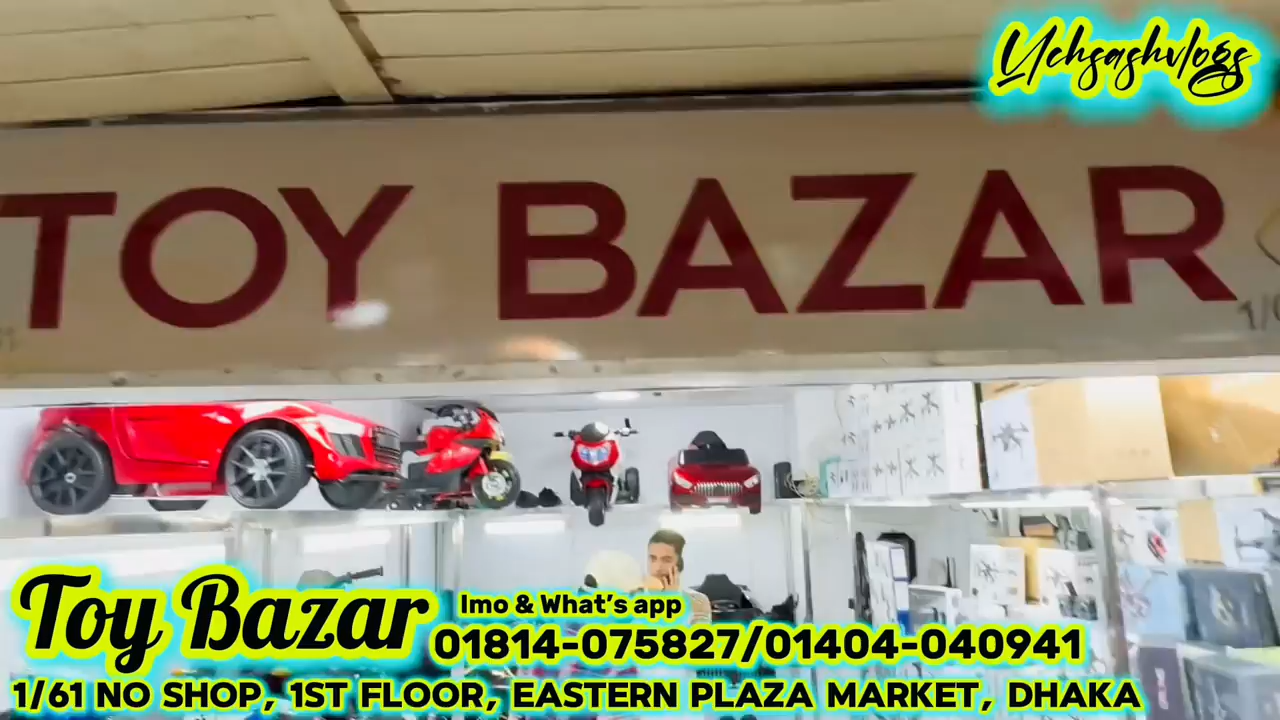 Uchsashvlogs
TOY BAZAR
Toy Bazar
Imo & What's app
01814-075827/01404-040941
1/61 NO SHOP, 1ST FLOOR, EASTERN PLAZA MARKET, DHAKA